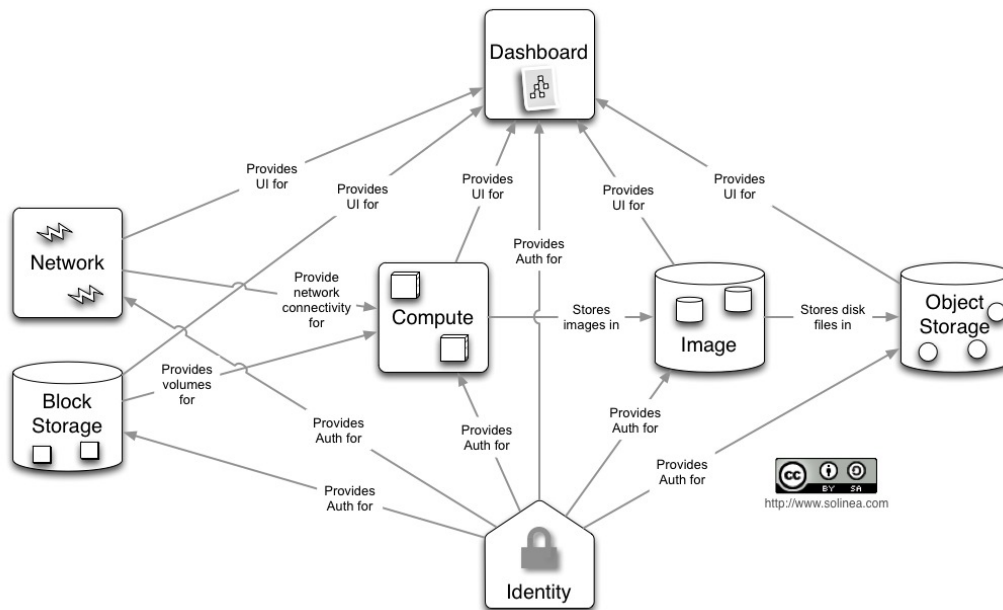 Dashboard
Provides
UI for
Provides
UI for
Provides
UI for
Provides
UI for
Provides
UI for
Provides
Auth for
Network
Provide
network
connectivity
for
Compute
Stores
images in
Image
Stores disk
files in
Object
Storage
Block
Storage
Provides
volumes
for
Provides
Auth for
Provides
Auth for
Provides
Auth for
Provides
Auth for
Provides
Auth for
cc
BY SA
http://www.solinea.com
Identity